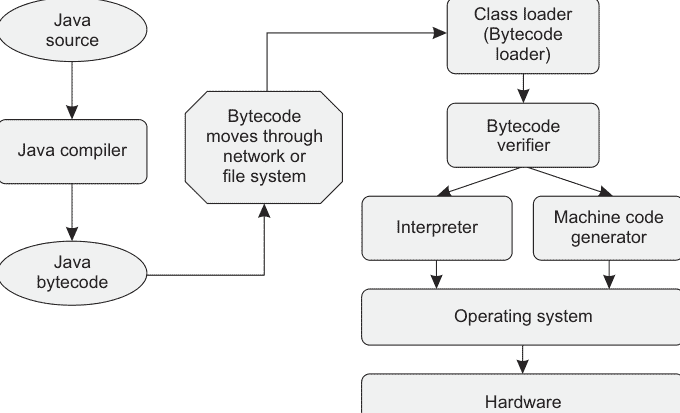 Java
source
Java compiler
Java
bytecode
Bytecode
moves through
network or
file system
Class loader
(Bytecode
loader)
Bytecode
verifier
Interpreter
Machine code
generator
Operating system
Hardware